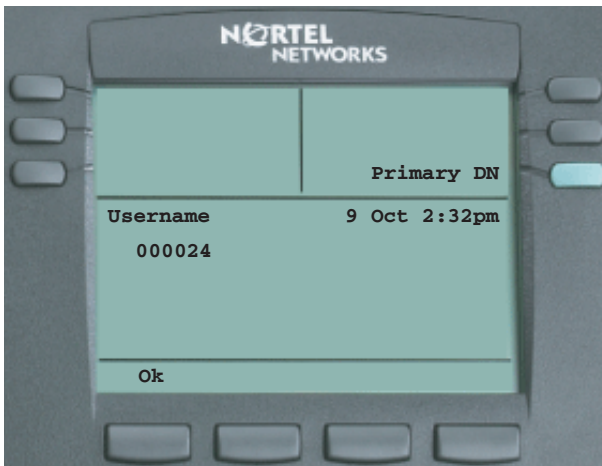 NORTEL
NETWORKS
Primary DN
Username 9 Oct 2:32pm
000024
Ok